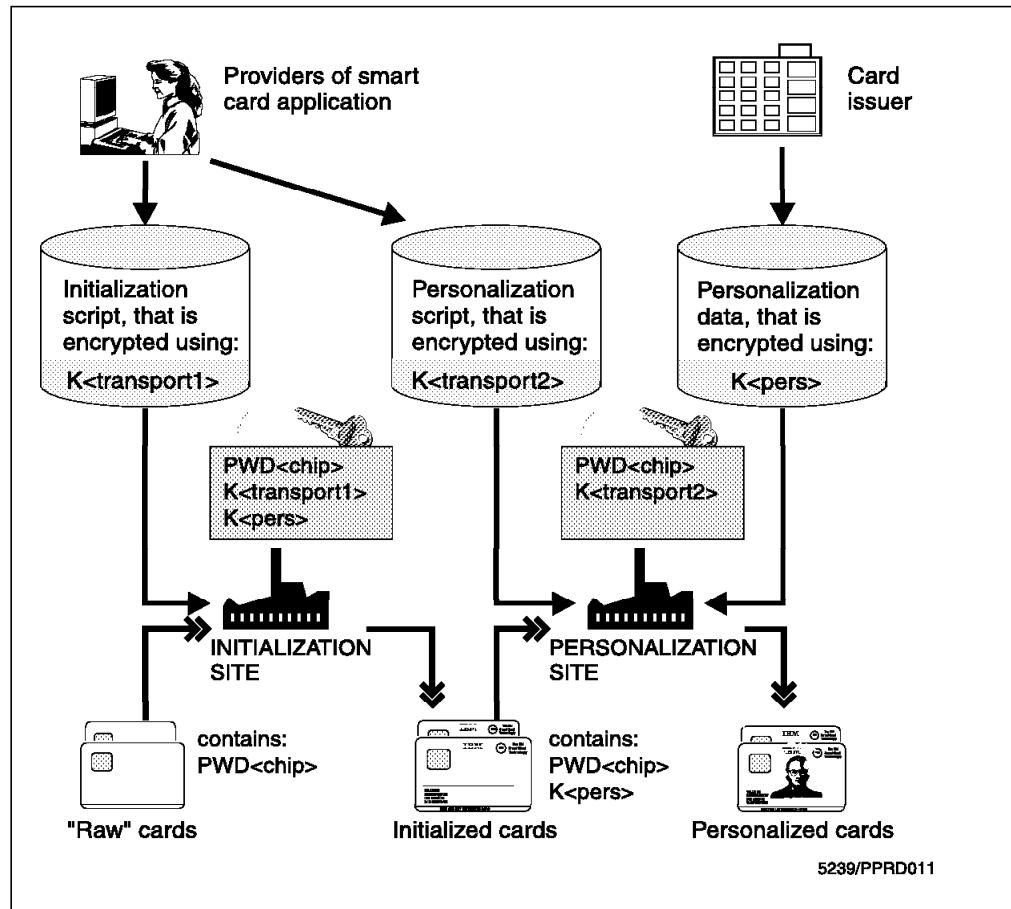 Providers of smart
card application
Card
issuer
Initialization
script, that is
encrypted using:
K<transport1>
Personalization
script, that is
encrypted using:
K<transport2>
Personalization
data, that is
encrypted using:
K<pers>
PWD<chip>
K<transport1>
K<pers>
PWD<chip>
K<transport2>
INITIALIZATION
SITE
PERSONALIZATION
SITE
contains:
PWD<chip>
"Raw" cards
IBM
contains:
PWD<chip>
K<pers>
Initialized cards
IBM
Personalized cards
5239/PPRD011